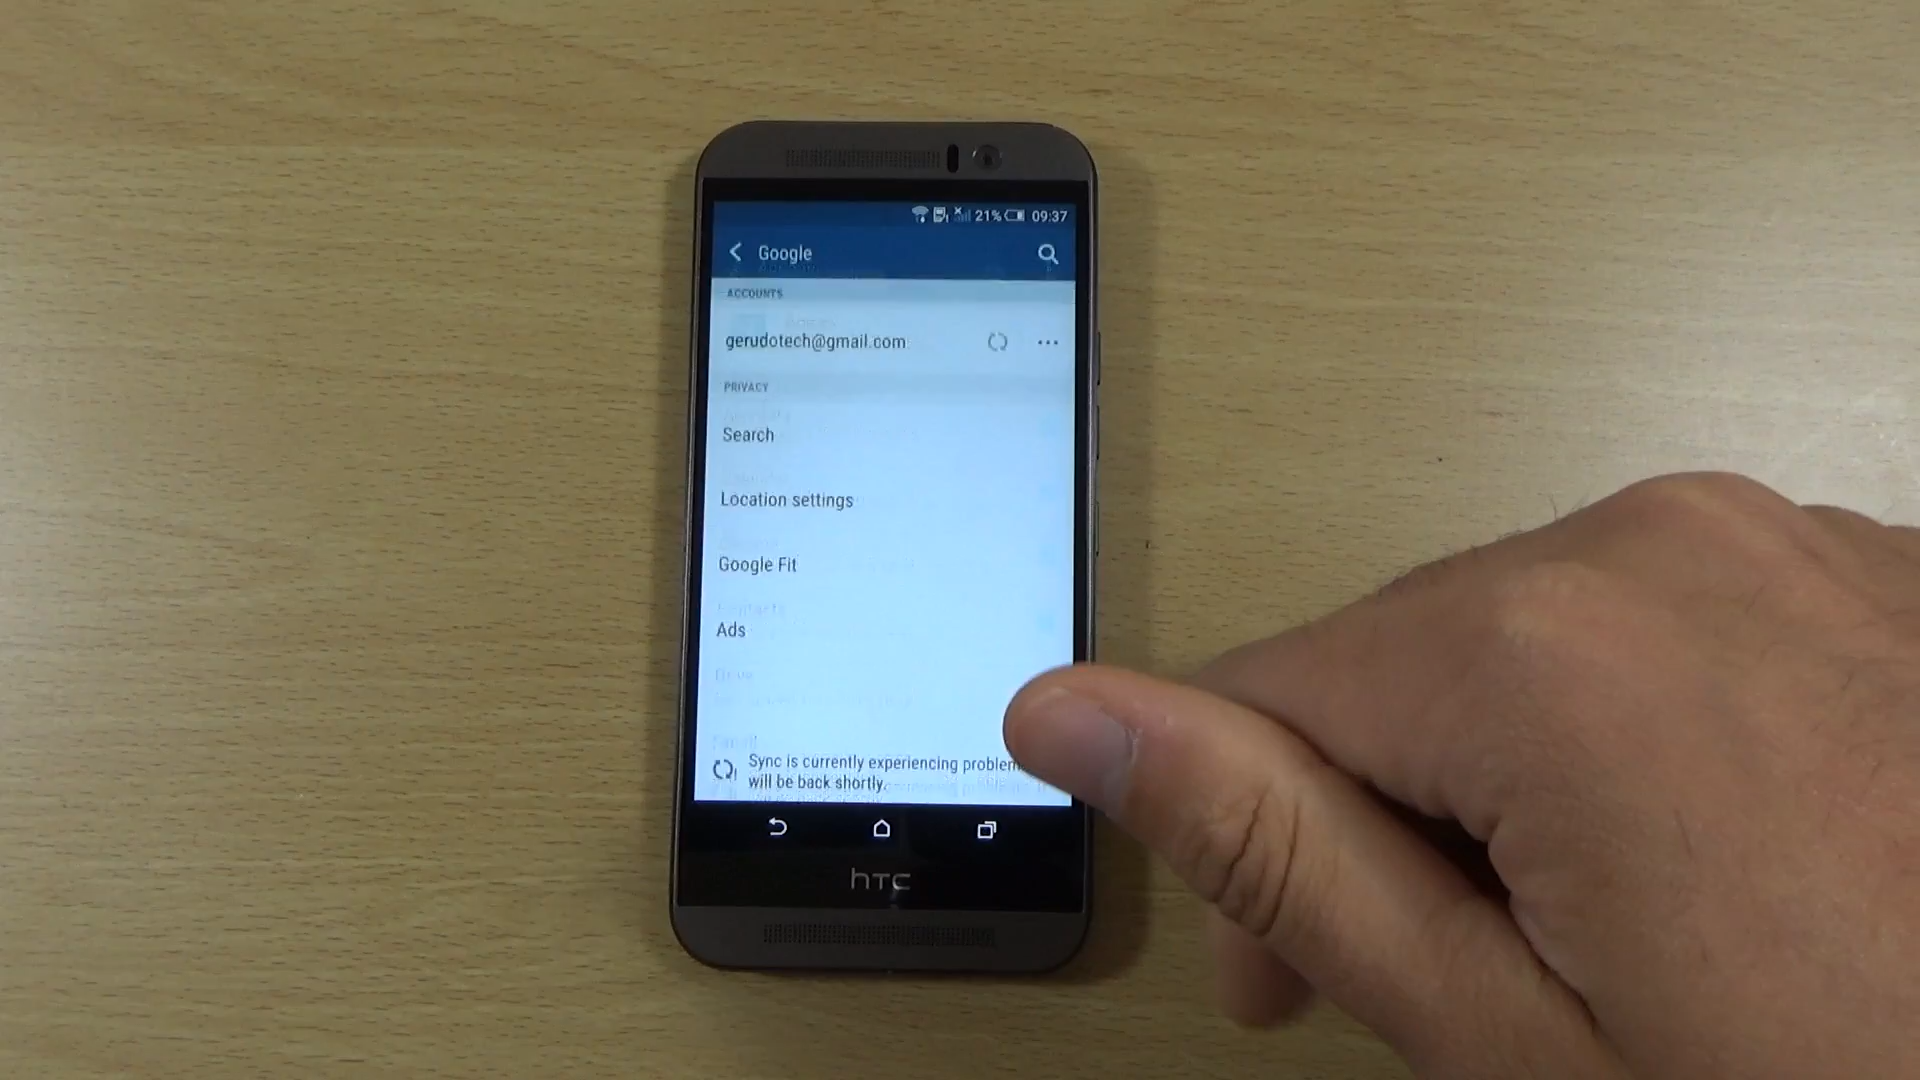 21% 09:37
Google
ACCOUNTS
gerudotech@gmail.com
PRIVACY
Search
Location settings
Google Fit
Ads
Sync is currently experiencing
will be back shortly.
hTC